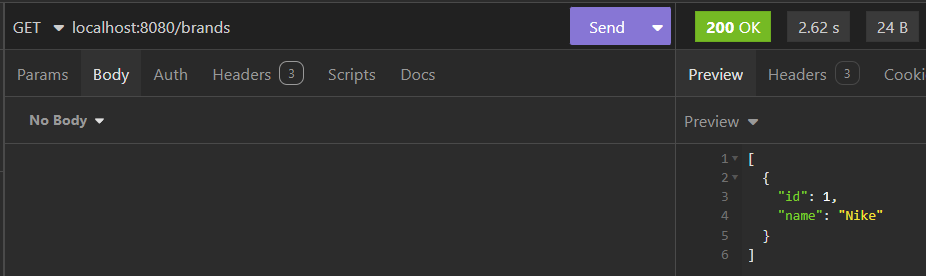 GET localhost:8080/brands Send 200 OK 2.62 s 24 B
Params Body Auth Headers 3 Scripts Docs Preview Headers 3 Cooki
No Body Preview
1 [
2 {
3 "id": 1,
4 "name": "Nike"
5 }
6 ]